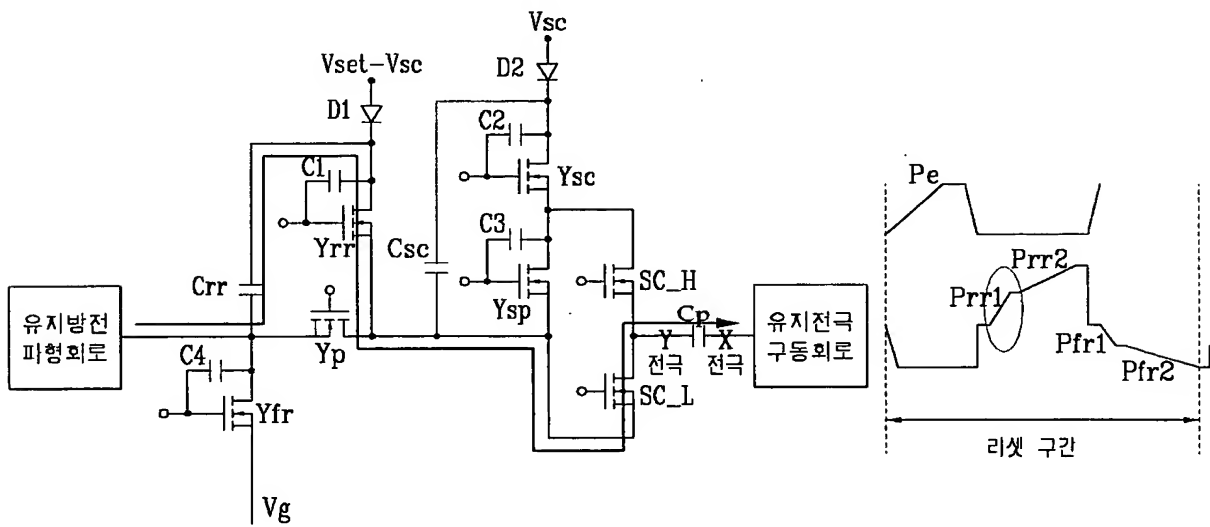 Vsc
Vset-Vsc
D2
D1
C2
C1
Ysc
Pe
C3
Yrr
Csc
Prr2
Crr
SC_H
Prr1
Ysp
유지방전
파형회로
Cp
유지전극
구동회로
Yp
Y
전극
X
전극
Pfr1
C4
Pfr2
SC_L
Yfr
리셋 구간
Vg